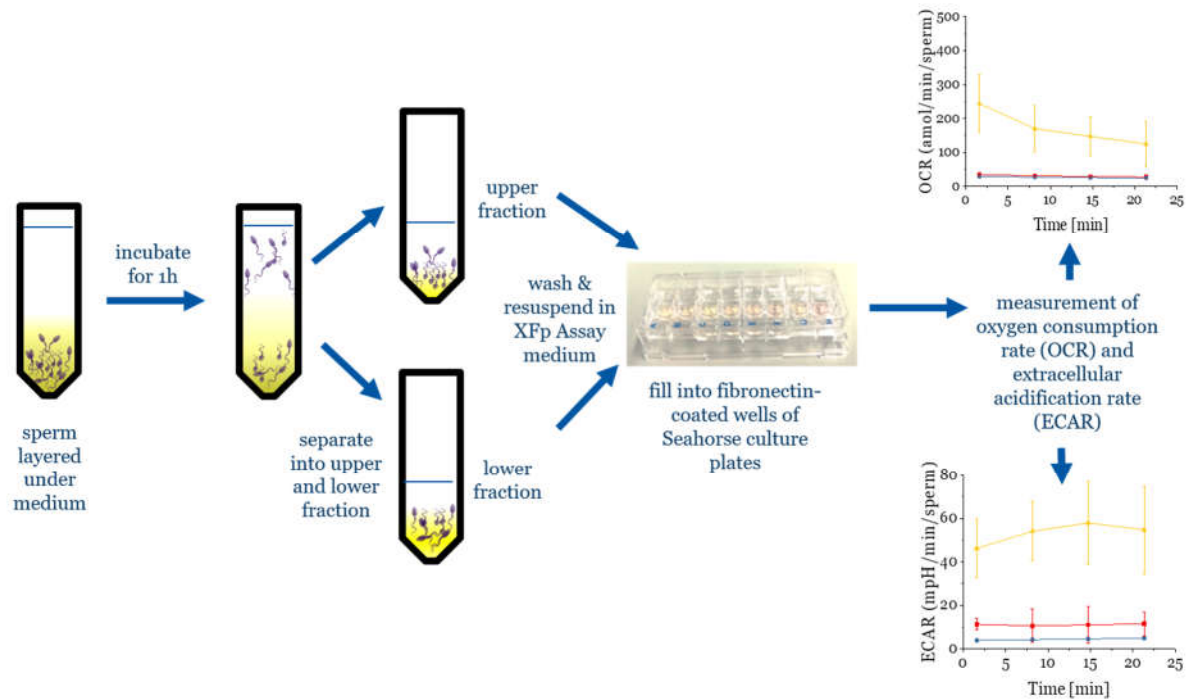 sperm
layered
under
medium
incubate
for 1h
separate
into upper
and lower
fraction
upper
fraction
lower
fraction
wash &
resuspend in
XFp Assay
medium
fill into fibronectin-
coated wells of
Seahorse culture
plates
measurement of
oxygen consumption
rate (OCR) and
extracellular
acidification rate
(ECAR)
OCR (amol/min/sperm)
500
400
300
200
100
0
0 5 10 15 20 25
Time [min]
ECAR (mpH/min/sperm)
80
60
40
20
0
0 5 10 15 20 25
Time [min]